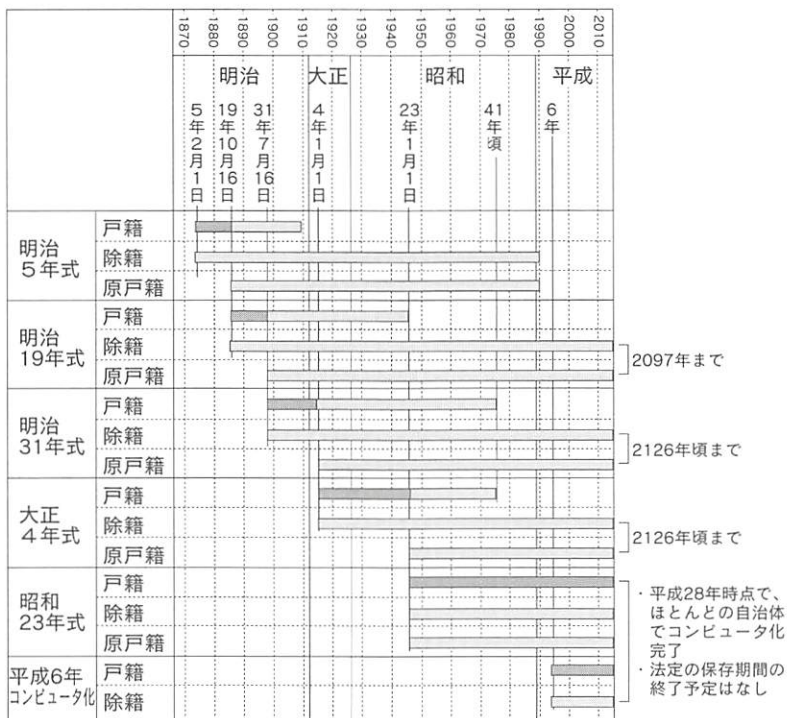 1870 1880 1890 1900 1910 1920 1930 1940 1950 1960 1970 1980 1990 2000 2010
明治 大正 昭和 平成
5年2月1日
19年10月16日
31年7月16日
4年1月1日
23年1月1日
41年頃
6年
明治
5年式
戸籍
除籍
原戸籍
明治
19年式
戸籍
除籍
原戸籍
2097年まで
明治
31年式
戸籍
除籍
原戸籍
2126年頃まで
大正
4年式
戸籍
除籍
原戸籍
2126年頃まで
昭和
23年式
戸籍
除籍
原戸籍
平成6年
コンピュータ化
戸籍
除籍
・平成28年時点で、
ほとんどの自治体
でコンピュータ化
完了
・法定の保存期間の
終了予定はなし